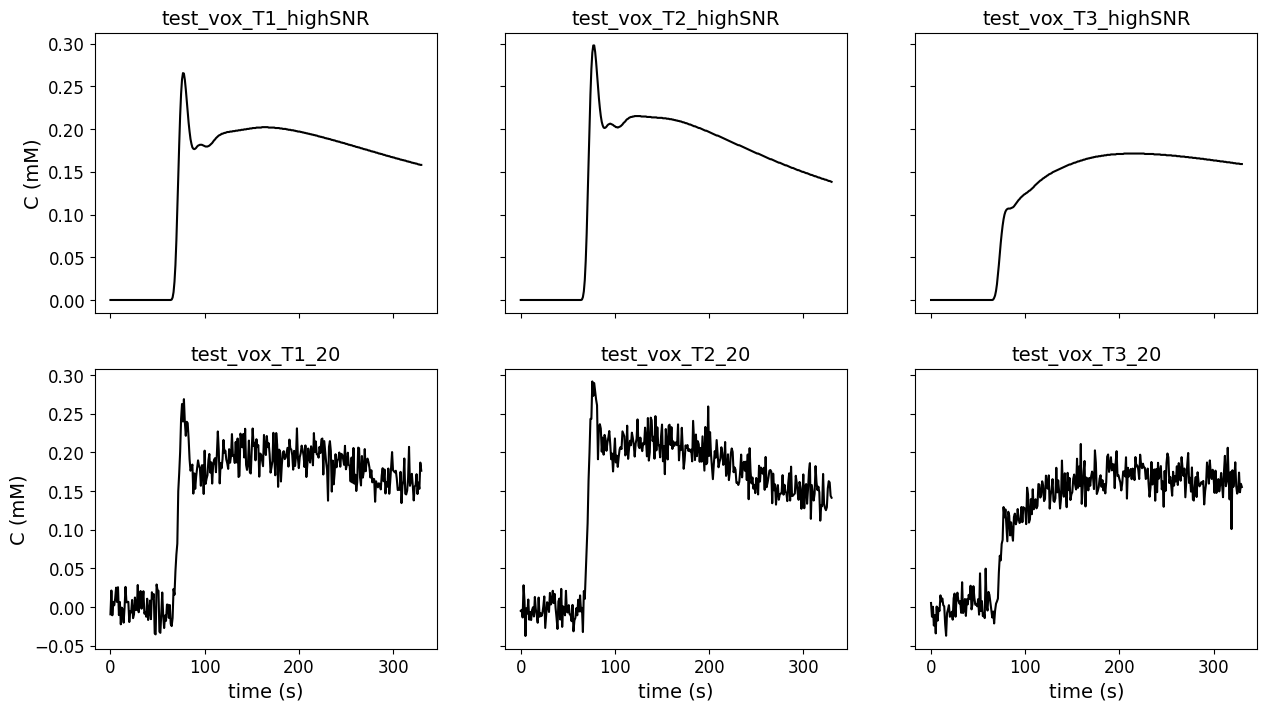 test_vox_T1_highSNR
test_vox_T2_highSNR
test_vox_T3_highSNR
0.30
0.25
0.20
0.15
0.10
0.05
0.00
C (mM)
test_vox_T1_20
test_vox_T2_20
test_vox_T3_20
0.30
0.25
0.20
0.15
0.10
0.05
0.00
−0.05
C (mM)
0 100 200 300
0 100 200 300
0 100 200 300
time (s)
time (s)
time (s)